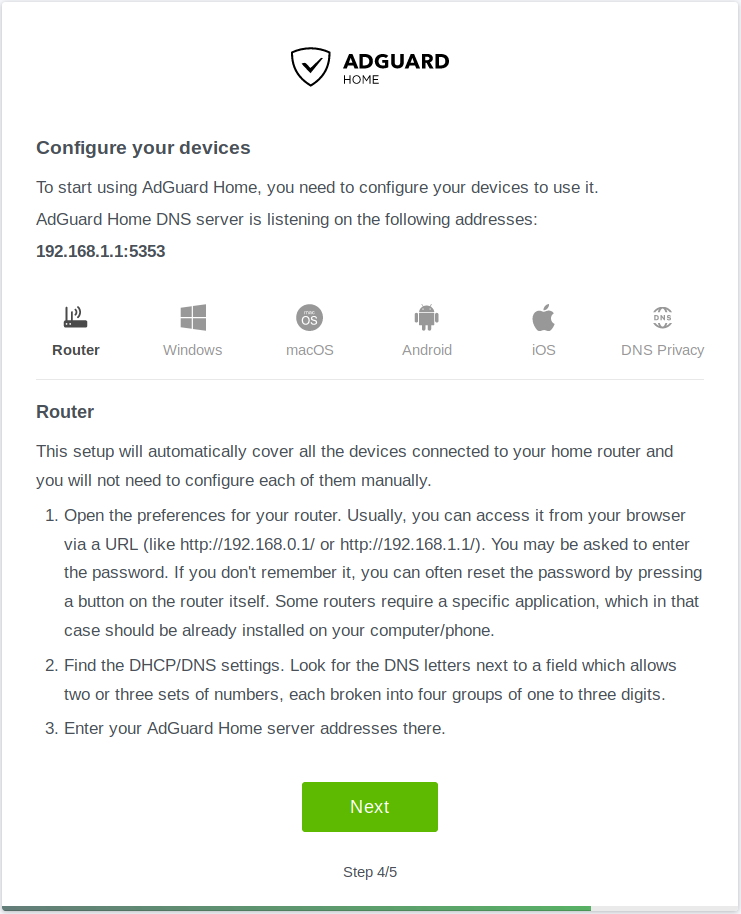 ADGUARD
HOME
Configure your devices
To start using AdGuard Home, you need to configure your devices to use it.
AdGuard Home DNS server is listening on the following addresses:
192.168.1.1:5353
mac
OS
DNS
Router Windows macOS Android iOS DNS Privacy
Router
This setup will automatically cover all the devices connected to your home router and
you will not need to configure each of them manually.
1. Open the preferences for your router. Usually, you can access it from your browser
via a URL (like http://192.168.0.1/ or http://192.168.1.1/). You may be asked to enter
the password. If you don't remember it, you can often reset the password by pressing
a button on the router itself. Some routers require a specific application, which in that
case should be already installed on your computer/phone.
2. Find the DHCP/DNS settings. Look for the DNS letters next to a field which allows
two or three sets of numbers, each broken into four groups of one to three digits.
3. Enter your AdGuard Home server addresses there.
Next
Step 4/5